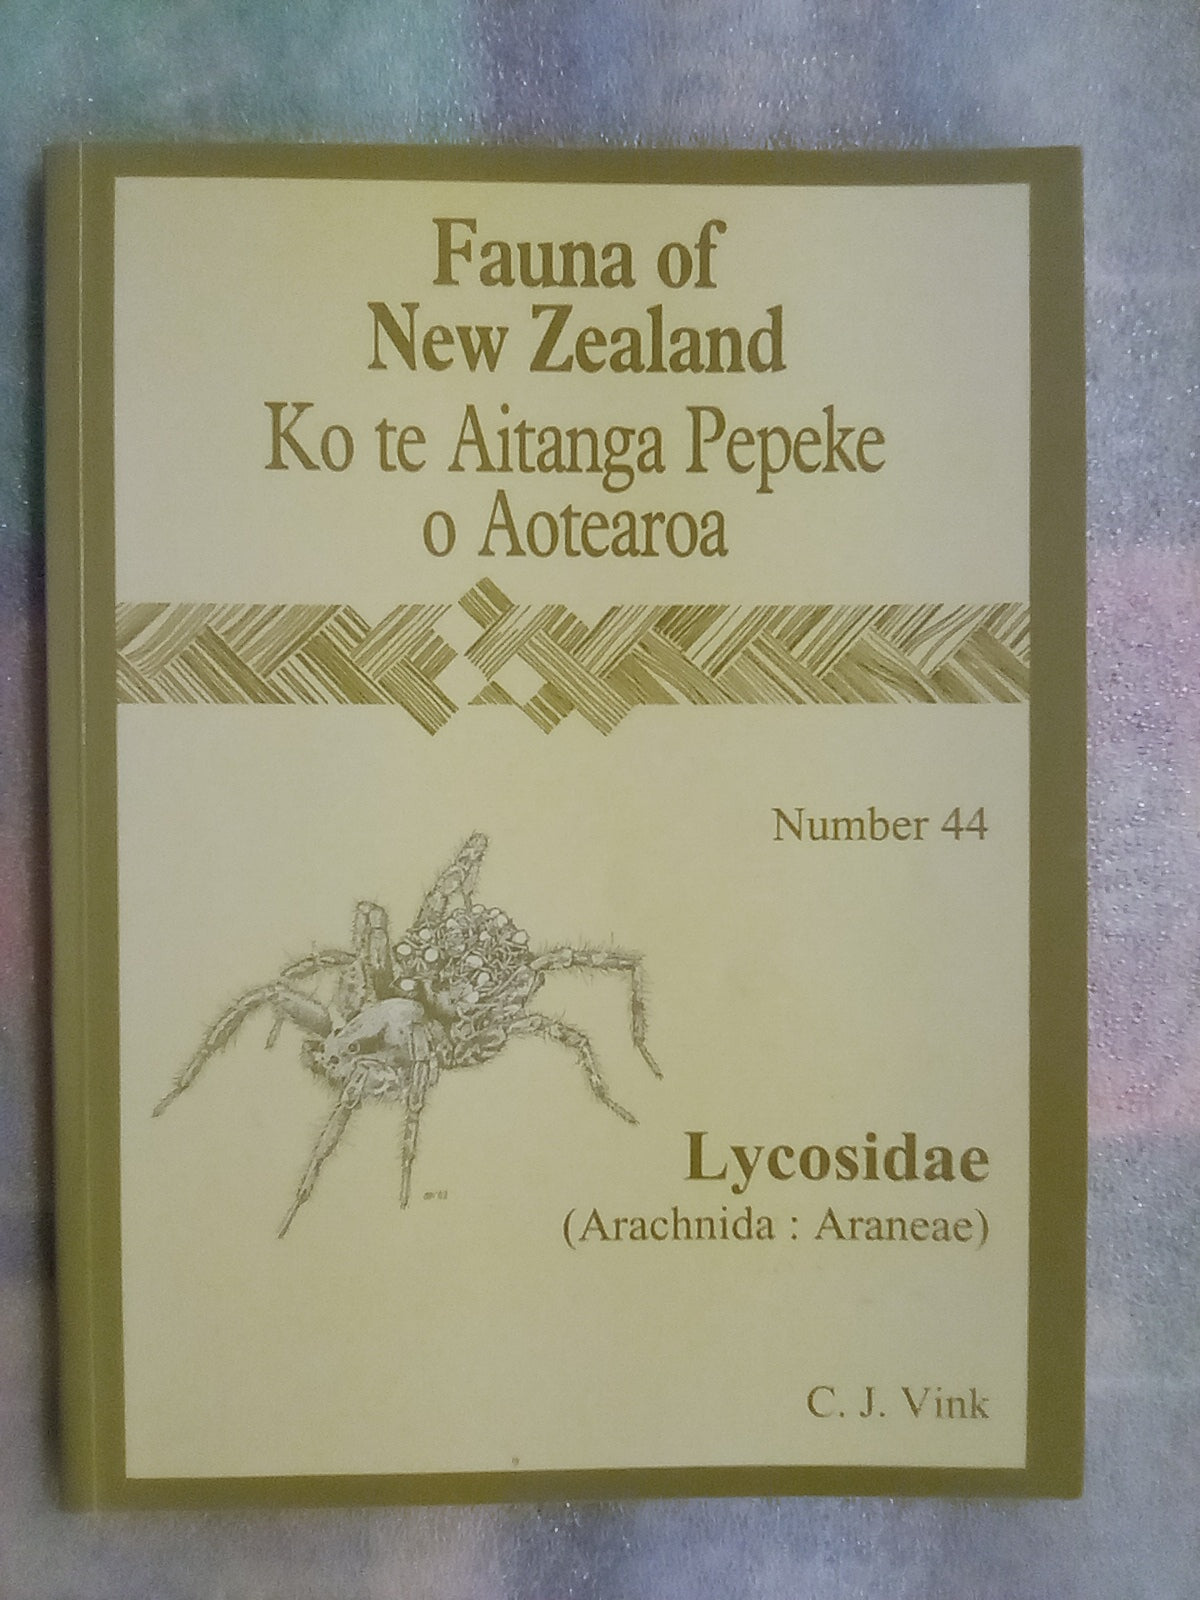 Fauna of
New Zealand
Ko te Aitanga Pepeke
o Aotearoa
Number 44
Lycosidae
(Arachnida : Araneae)
C. J. Vink